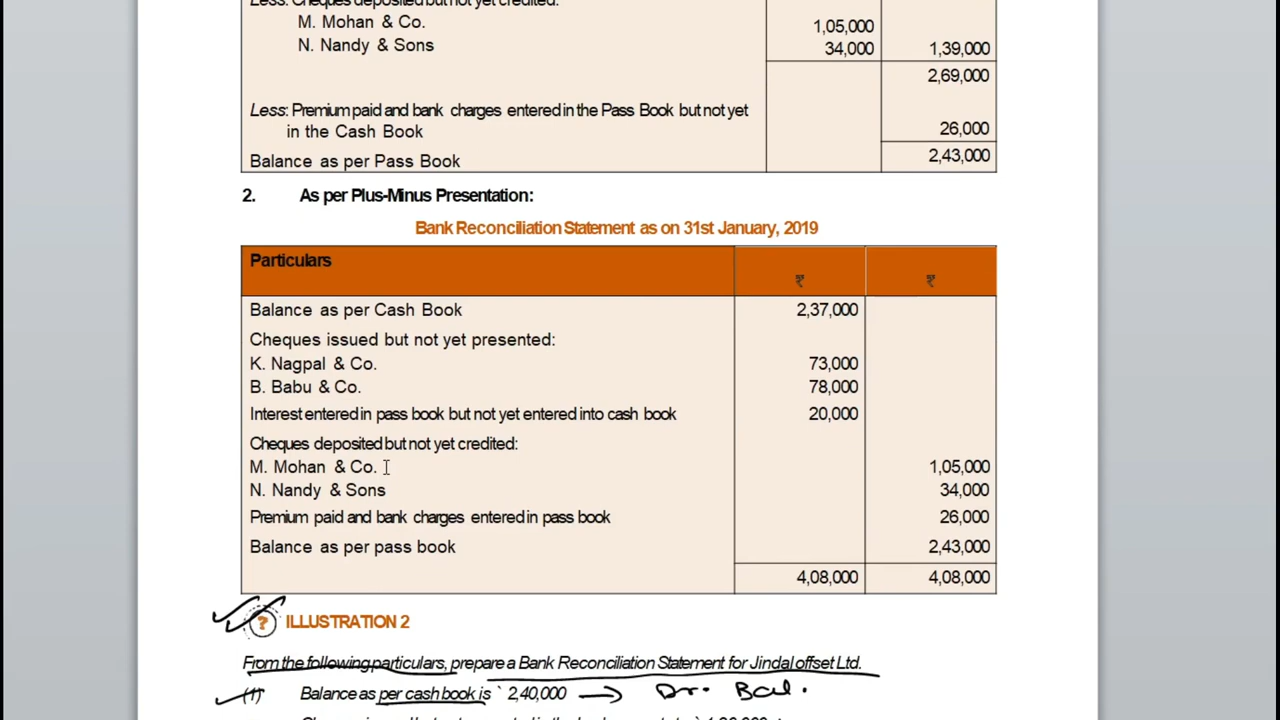 Less: Cheques deposited but not yet credited:
M. Mohan & Co. 1,05,000
N. Nandy & Sons 34,000 1,39,000
2,69,000
Less: Premium paid and bank charges entered in the Pass Book but not yet
in the Cash Book 26,000
Balance as per Pass Book 2,43,000
2. As per Plus-Minus Presentation:
Bank Reconciliation Statement as on 31st January, 2019
Particulars ₹ ₹
Balance as per Cash Book 2,37,000
Cheques issued but not yet presented:
K. Nagpal & Co. 73,000
B. Babu & Co. 78,000
Interest entered in pass book but not yet entered into cash book 20,000
Cheques deposited but not yet credited:
M. Mohan & Co. 1,05,000
N. Nandy & Sons 34,000
Premium paid and bank charges entered in pass book 26,000
Balance as per pass book 2,43,000
4,08,000 4,08,000
? ILLUSTRATION 2
From the following particulars, prepare a Bank Reconciliation Statement for Jindal offset Ltd.
(1) Balance as per cash book is ` 2,40,000 → Dr. Bal.